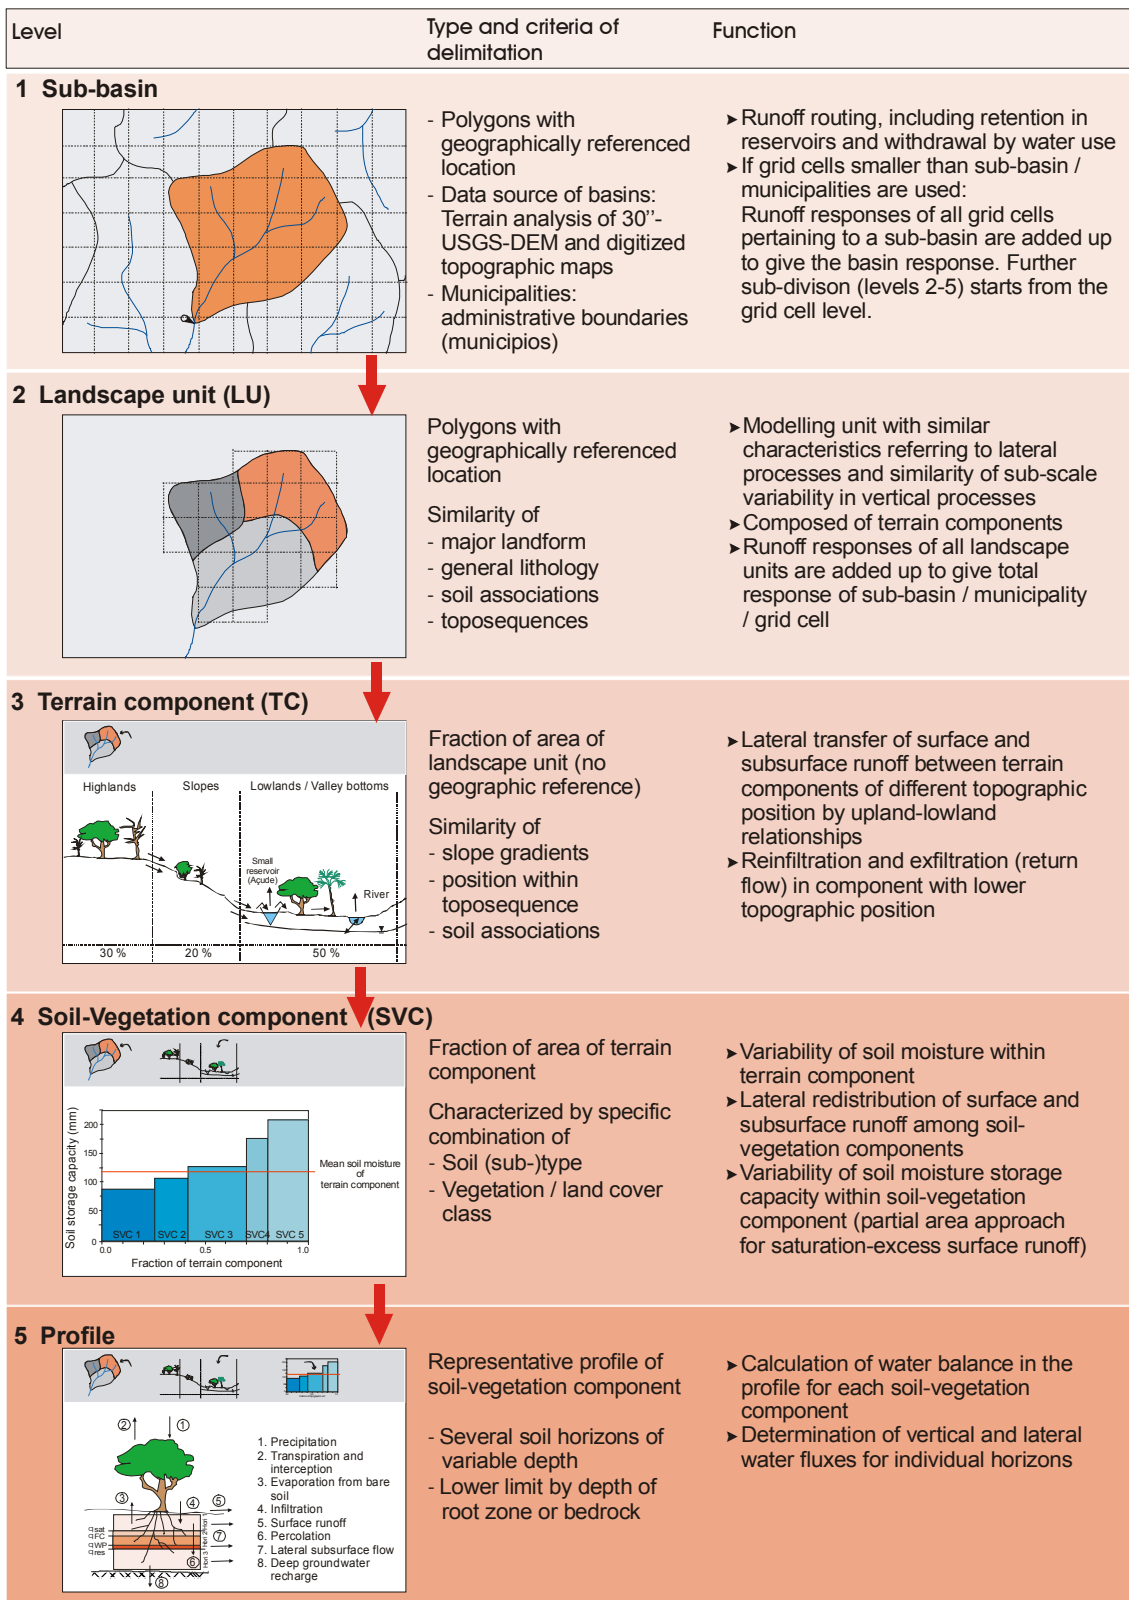 Level
Type and criteria of
delimitation
Function
1 Sub-basin
- Polygons with
geographically referenced
location
- Data source of basins:
Terrain analysis of 30''-
USGS-DEM and digitized
topographic maps
- Municipalities:
administrative boundaries
(municipios)
➤Runoff routing, including retention in
reservoirs and withdrawal by water use
➤If grid cells smaller than sub-basin /
municipalities are used:
Runoff responses of all grid cells
pertaining to a sub-basin are added up
to give the basin response. Further
sub-divison (levels 2-5) starts from the
grid cell level.
2 Landscape unit (LU)
Polygons with
geographically referenced
location
Similarity of
- major landform
- general lithology
- soil associations
- toposequences
➤Modelling unit with similar
characteristics referring to lateral
processes and similarity of sub-scale
variability in vertical processes
➤Composed of terrain components
➤Runoff responses of all landscape
units are added up to give total
response of sub-basin / municipality
/ grid cell
3 Terrain component (TC)
Highlands
Slopes
Lowlands / Valley bottoms
Small
reservoir
(Açude)
River
30 %
20 %
50 %
Fraction of area of
landscape unit (no
geographic reference)
Similarity of
- slope gradients
- position within
toposequence
- soil associations
➤Lateral transfer of surface and
subsurface runoff between terrain
components of different topographic
position by upland-lowland
relationships
➤Reinfiltration and exfiltration (return
flow) in component with lower
topographic position
4 Soil-Vegetation component (SVC)
Soil storage capacity (mm)
200
150
100
50
0
SVC 1
SVC 2
SVC 3
SVC4
SVC 5
0.0
0.5
1.0
Fraction of terrain component
Mean soil moisture
of
terrain component
Fraction of area of terrain
component
Characterized by specific
combination of
- Soil (sub-)type
- Vegetation / land cover
class
➤Variability of soil moisture within
terrain component
➤Lateral redistribution of surface and
subsurface runoff among soil-
vegetation components
➤Variability of soil moisture storage
capacity within soil-vegetation
component (partial area approach
for saturation-excess surface runoff)
5 Profile
2
1
3
4
5
7
6
8
qsat
qFC
qWP
qres
Hori 1
Hori 2
Hori 3
1. Precipitation
2. Transpiration and
interception
3. Evaporation from bare
soil
4. Infiltration
5. Surface runoff
6. Percolation
7. Lateral subsurface flow
8. Deep groundwater
recharge
Representative profile of
soil-vegetation component
- Several soil horizons of
variable depth
- Lower limit by depth of
root zone or bedrock
➤Calculation of water balance in the
profile for each soil-vegetation
component
➤Determination of vertical and lateral
water fluxes for individual horizons